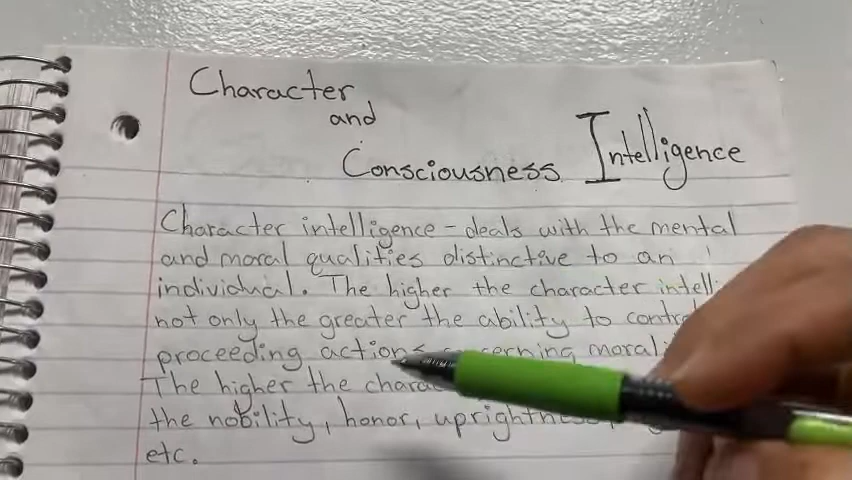 Character
and
Consciousness Intelligence
Character intelligence - deals with the mental
and moral qualities distinctive to an
individual. The higher the character
not only the greater the ability to
proceeding actions
The higher the
the nobility, honor,
etc.